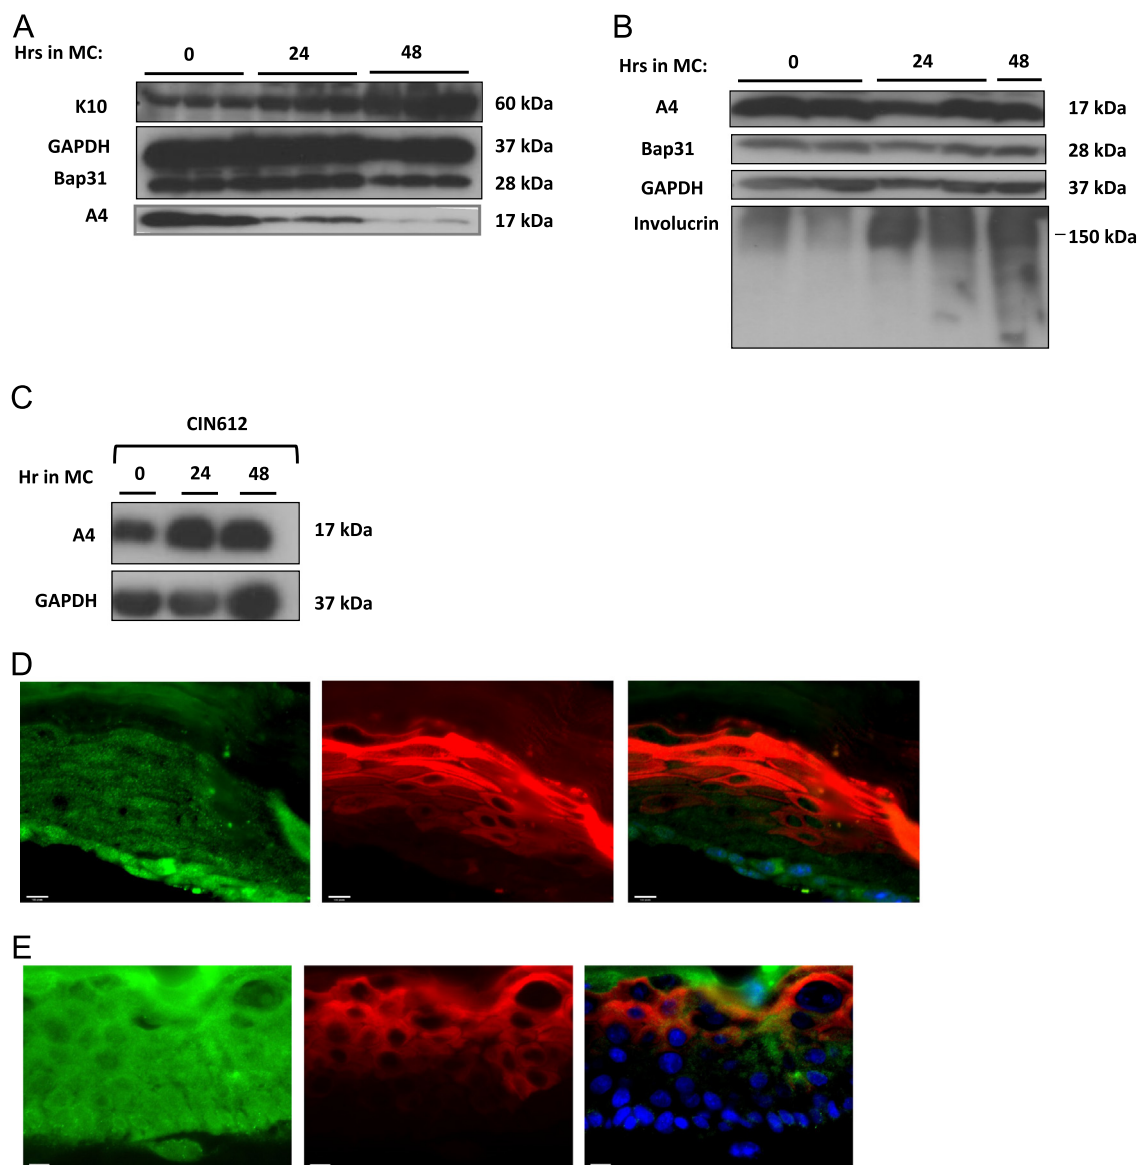 A
Hrs in MC: 0 24 48
K10 60 kDa
GAPDH 37 kDa
Bap31 28 kDa
A4 17 kDa
B
Hrs in MC: 0 24 48
A4 17 kDa
Bap31 28 kDa
GAPDH 37 kDa
Involucrin 150 kDa
C
CIN612
Hr in MC 0 24 48
A4 17 kDa
GAPDH 37 kDa
D
E